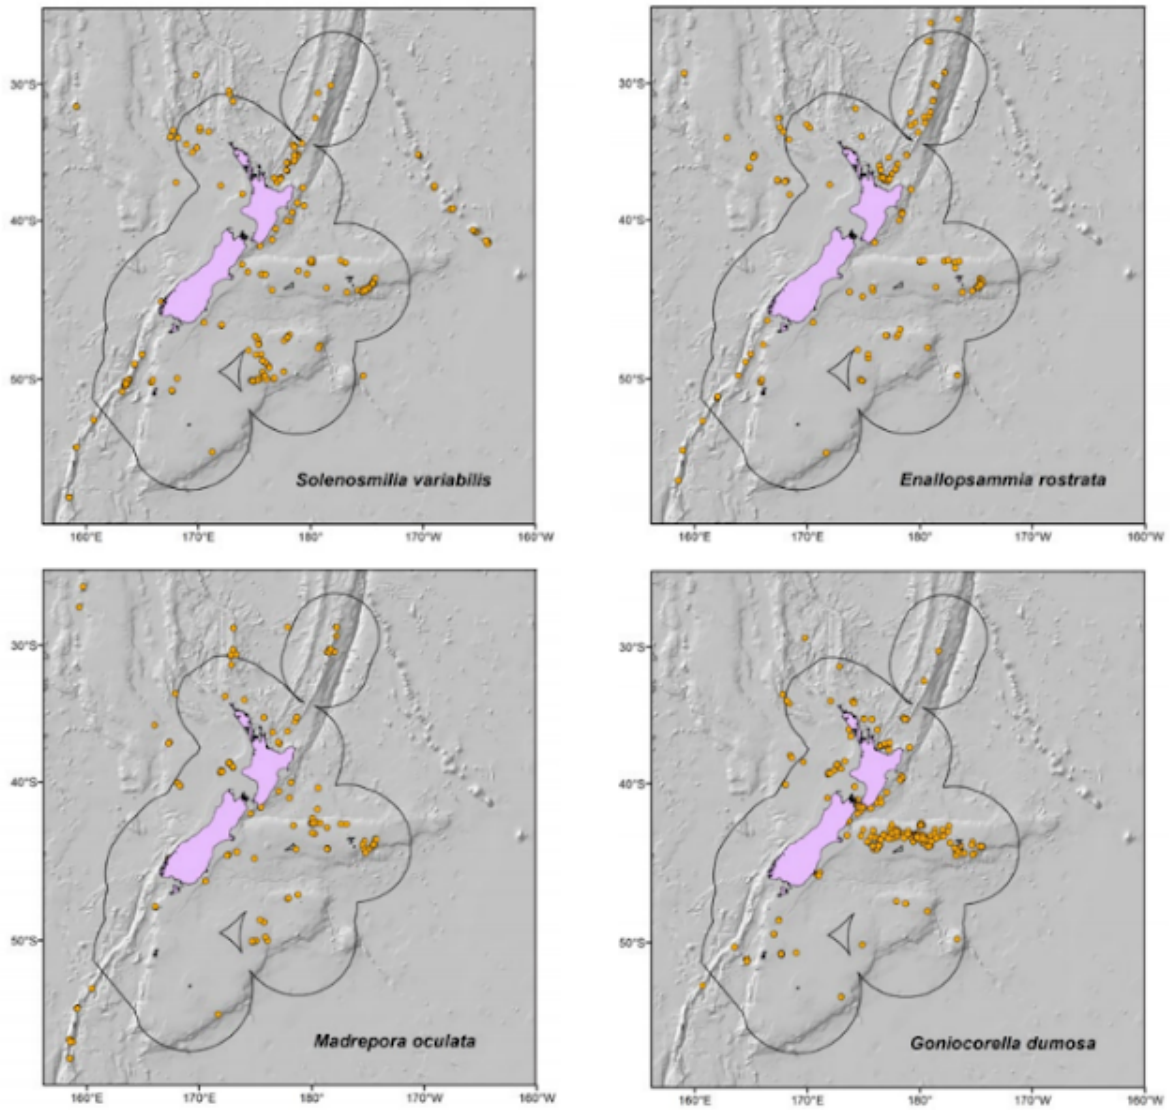 30°S
40°S
50°S
Solenosmilia variabilis
160°E 170°E 180° 170°W 160°W
30°S
40°S
50°S
Enallopsammia rostrata
160°E 170°E 180° 170°W 160°W
30°S
40°S
50°S
Madrepora oculata
160°E 170°E 180° 170°W 160°W
30°S
40°S
50°S
Goniocorella dumosa
160°E 170°E 180° 170°W 160°W